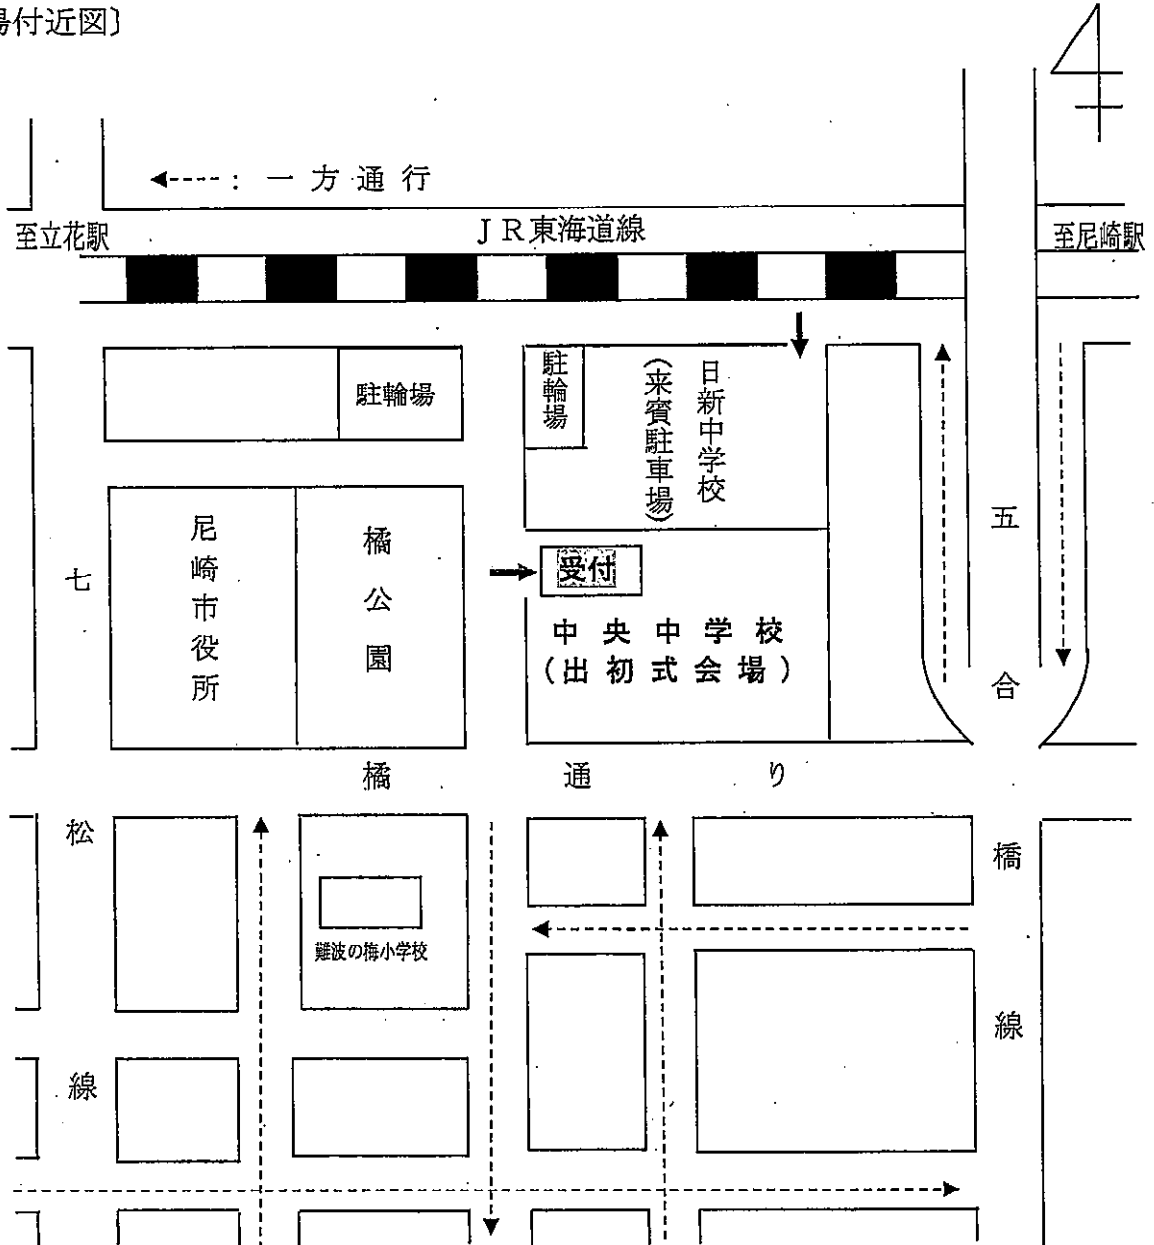 場付近図〕
：一方通行
ＪＲ東海道線
至立花駅
至尼崎駅
駐輪場
駐輪場
日新中学校
（来賓駐車場）
尼崎市役所
橘公園
受付
中央中学校
（出初式会場）
橘通り
七松線
五合橋線
難波の梅小学校